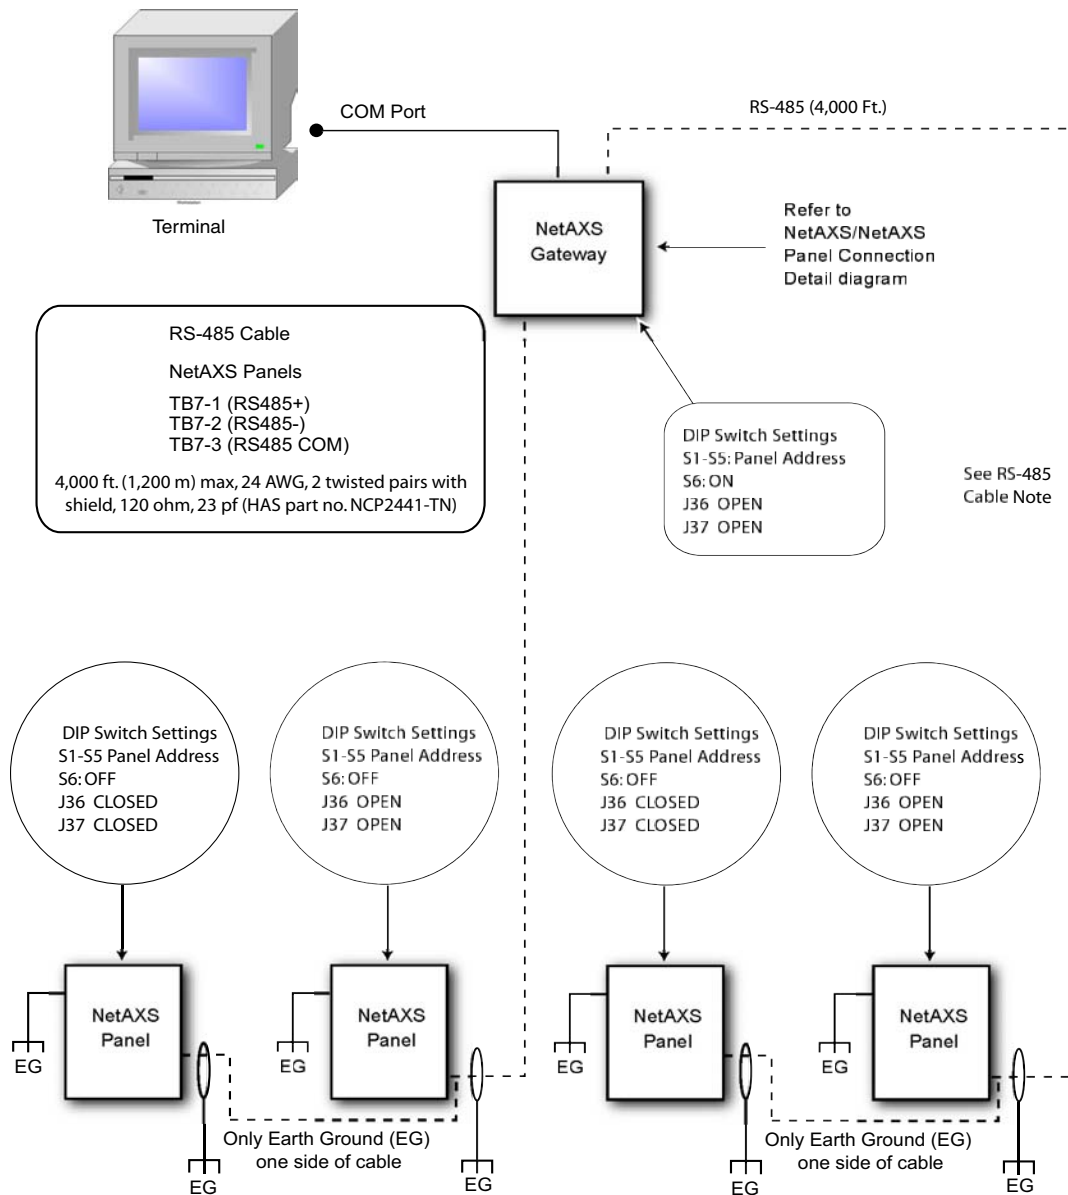 COM Port
RS-485 (4,000 Ft.)
Terminal
NetAXS
Gateway
Refer to
NetAXS/NetAXS
Panel Connection
Detail diagram
RS-485 Cable
NetAXS Panels
TB7-1 (RS485+)
TB7-2 (RS485-)
TB7-3 (RS485 COM)
4,000 ft. (1,200 m) max, 24 AWG, 2 twisted pairs with
shield, 120 ohm, 23 pf (HAS part no. NCP2441-TN)
DIP Switch Settings
S1-S5: Panel Address
S6: ON
J36 OPEN
J37 OPEN
See RS-485
Cable Note
DIP Switch Settings
S1-S5 Panel Address
S6: OFF
J36 CLOSED
J37 CLOSED
DIP Switch Settings
S1-S5 Panel Address
S6: OFF
J36 OPEN
J37 OPEN
DIP Switch Settings
S1-S5 Panel Address
S6: OFF
J36 CLOSED
J37 CLOSED
DIP Switch Settings
S1-S5 Panel Address
S6: OFF
J36 OPEN
J37 OPEN
NetAXS
Panel
NetAXS
Panel
NetAXS
Panel
NetAXS
Panel
EG
EG
EG
EG
Only Earth Ground (EG)
one side of cable
Only Earth Ground (EG)
one side of cable
EG
EG
EG
EG